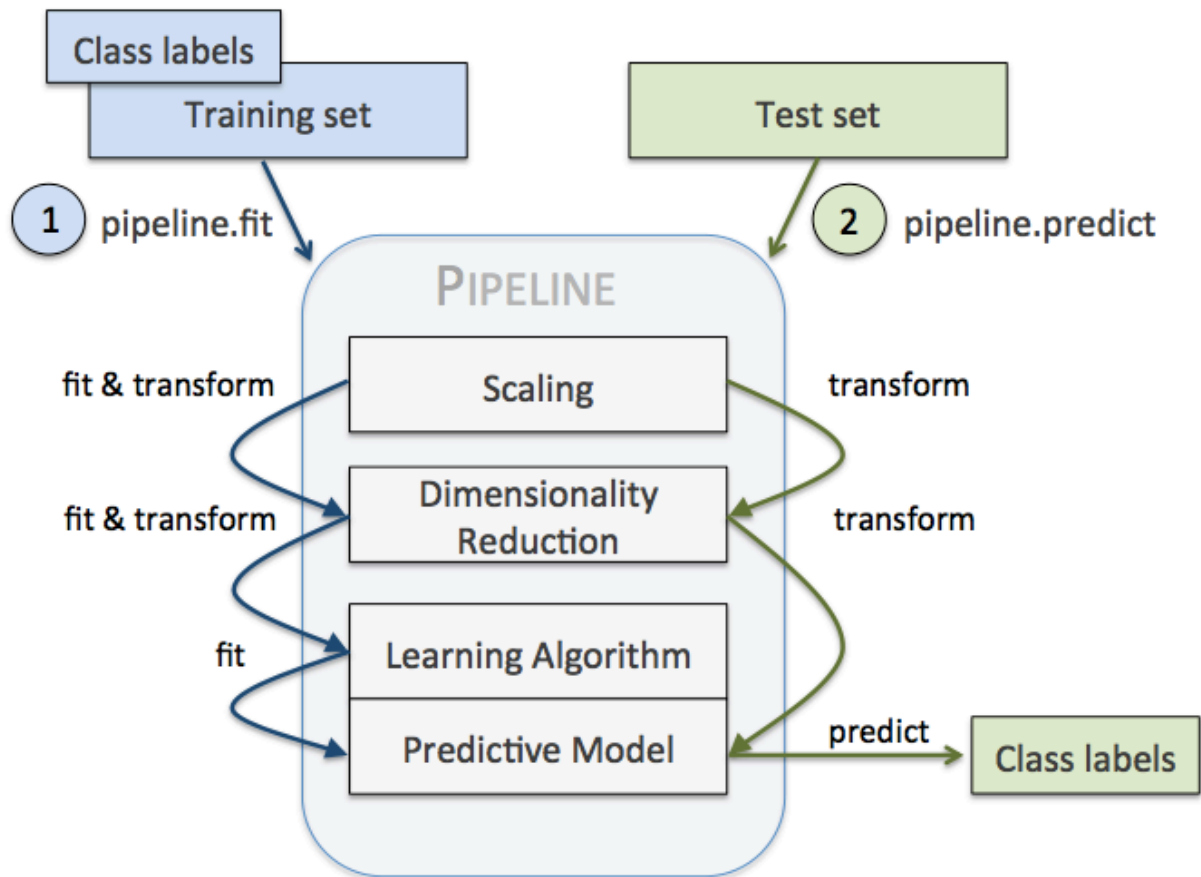 Class labels
Training set
Test set
1
pipeline.fit
2
pipeline.predict
PIPELINE
fit & transform
Scaling
transform
fit & transform
Dimensionality
Reduction
transform
fit
Learning Algorithm
Predictive Model
predict
Class labels